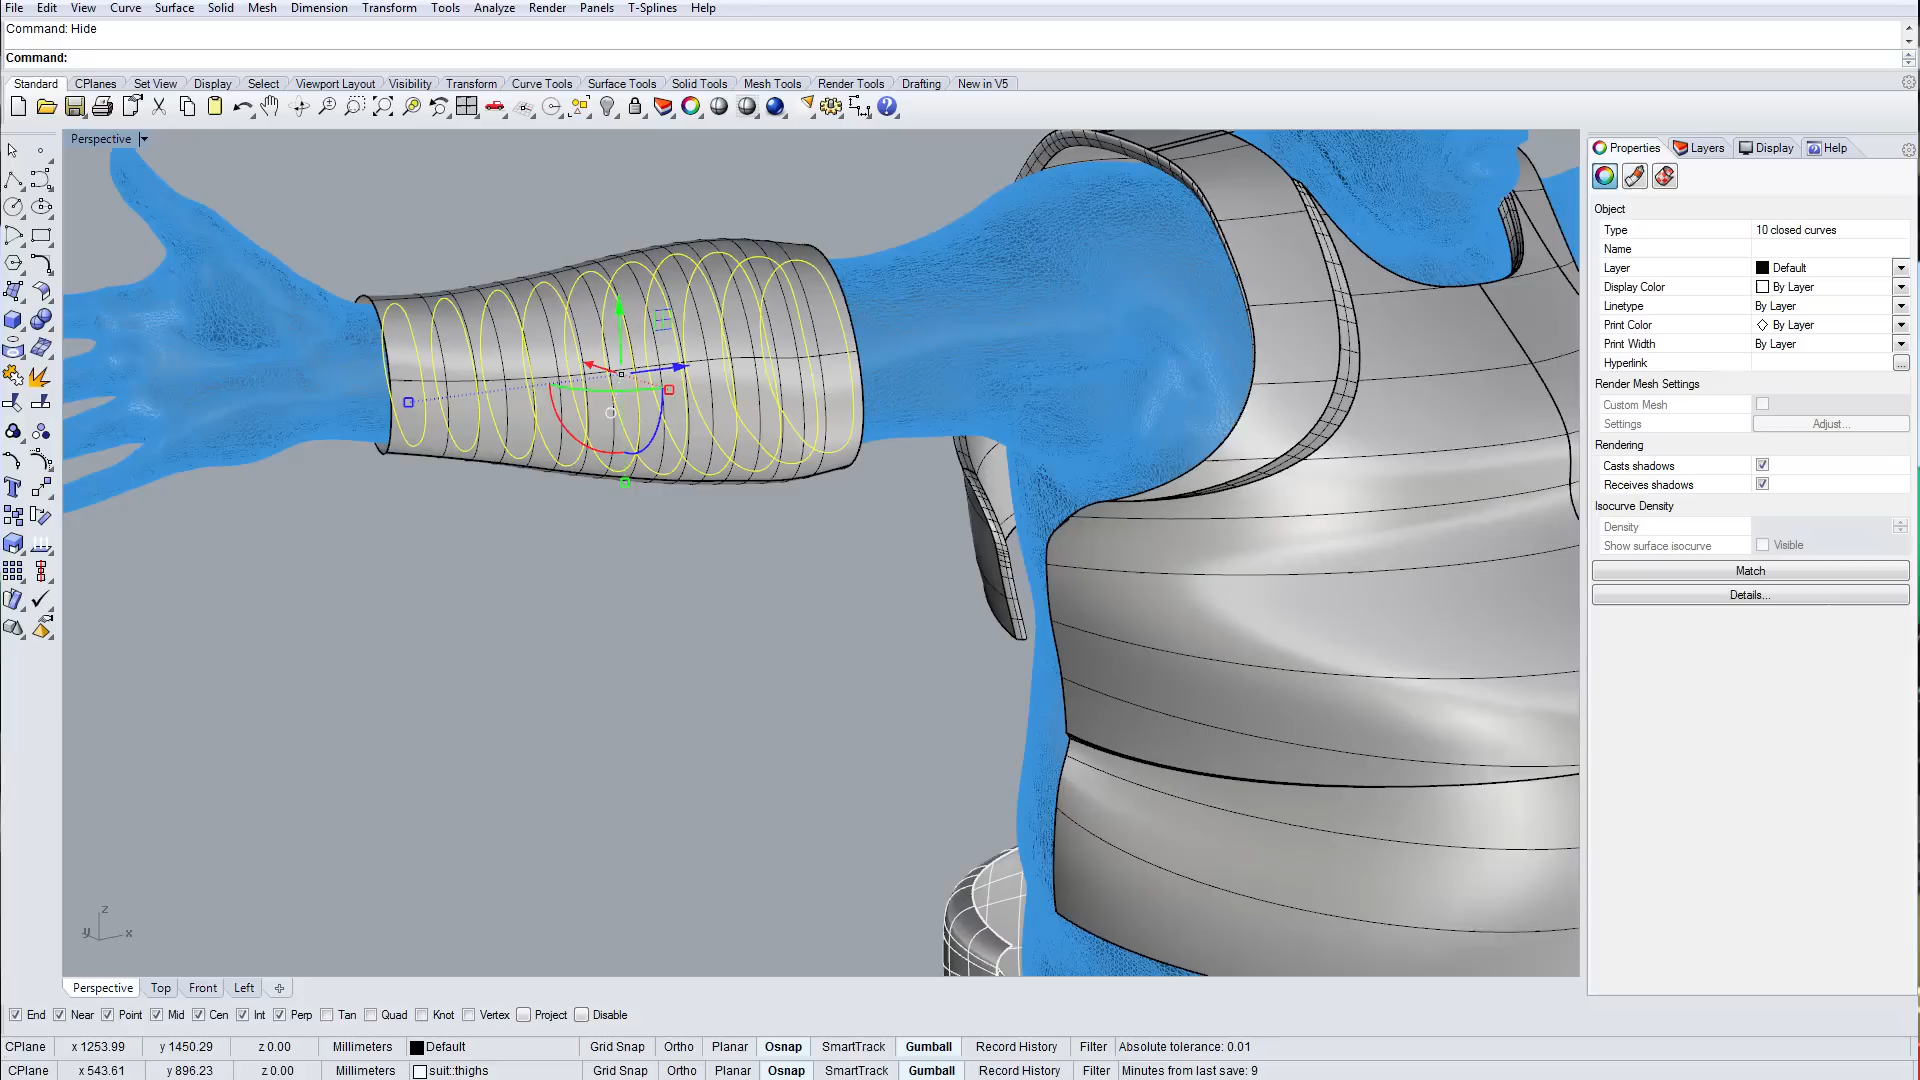 File Edit View Curve Surface Solid Mesh Dimension Transform Tools Analyze Render Panels T-Splines Help
Command: Hide
Command:
Standard CPlanes Set View Display Select Viewport Layout Visibility Transform Curve Tools Surface Tools Solid Tools Mesh Tools Render Tools Drafting New in V5
Perspective
Properties Layers Display Help
Object
Type 10 closed curves
Name
Layer Default
Display Color By Layer
Linetype By Layer
Print Color By Layer
Print Width By Layer
Hyperlink ...
Render Mesh Settings
Custom Mesh
Settings Adjust...
Rendering
Casts shadows
Receives shadows
Isocurve Density
Density
Show surface isocurve Visible
Match
Details...
z
y x
Perspective Top Front Left
End Near Point Mid Cen Int Perp Tan Quad Knot Vertex Project Disable
CPlane x 1253.99 y 1450.29 z 0.00 Millimeters Default Grid Snap Ortho Planar Osnap SmartTrack Gumball Record History Filter Absolute tolerance: 0.01
CPlane x 543.61 y 896.23 z 0.00 Millimeters suit::thighs Grid Snap Ortho Planar Osnap SmartTrack Gumball Record History Filter Minutes from last save: 9